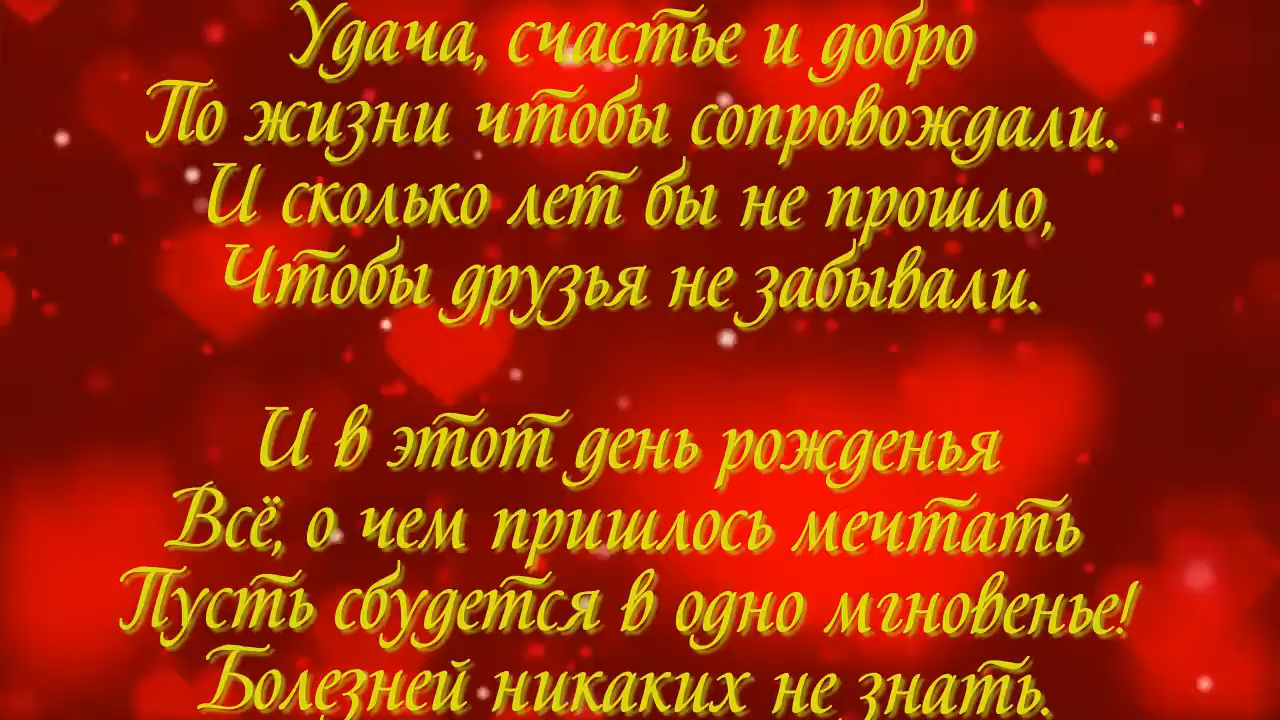 Удача, счастье и добро
По жизни чтобы сопровождали.
И сколько лет бы не прошло,
Чтобы друзья не забывали.
И в этот день рожденья
Всё, о чем пришлось мечтать
Пусть сбудется в одно мгновенье!
Болезней никаких не знать.